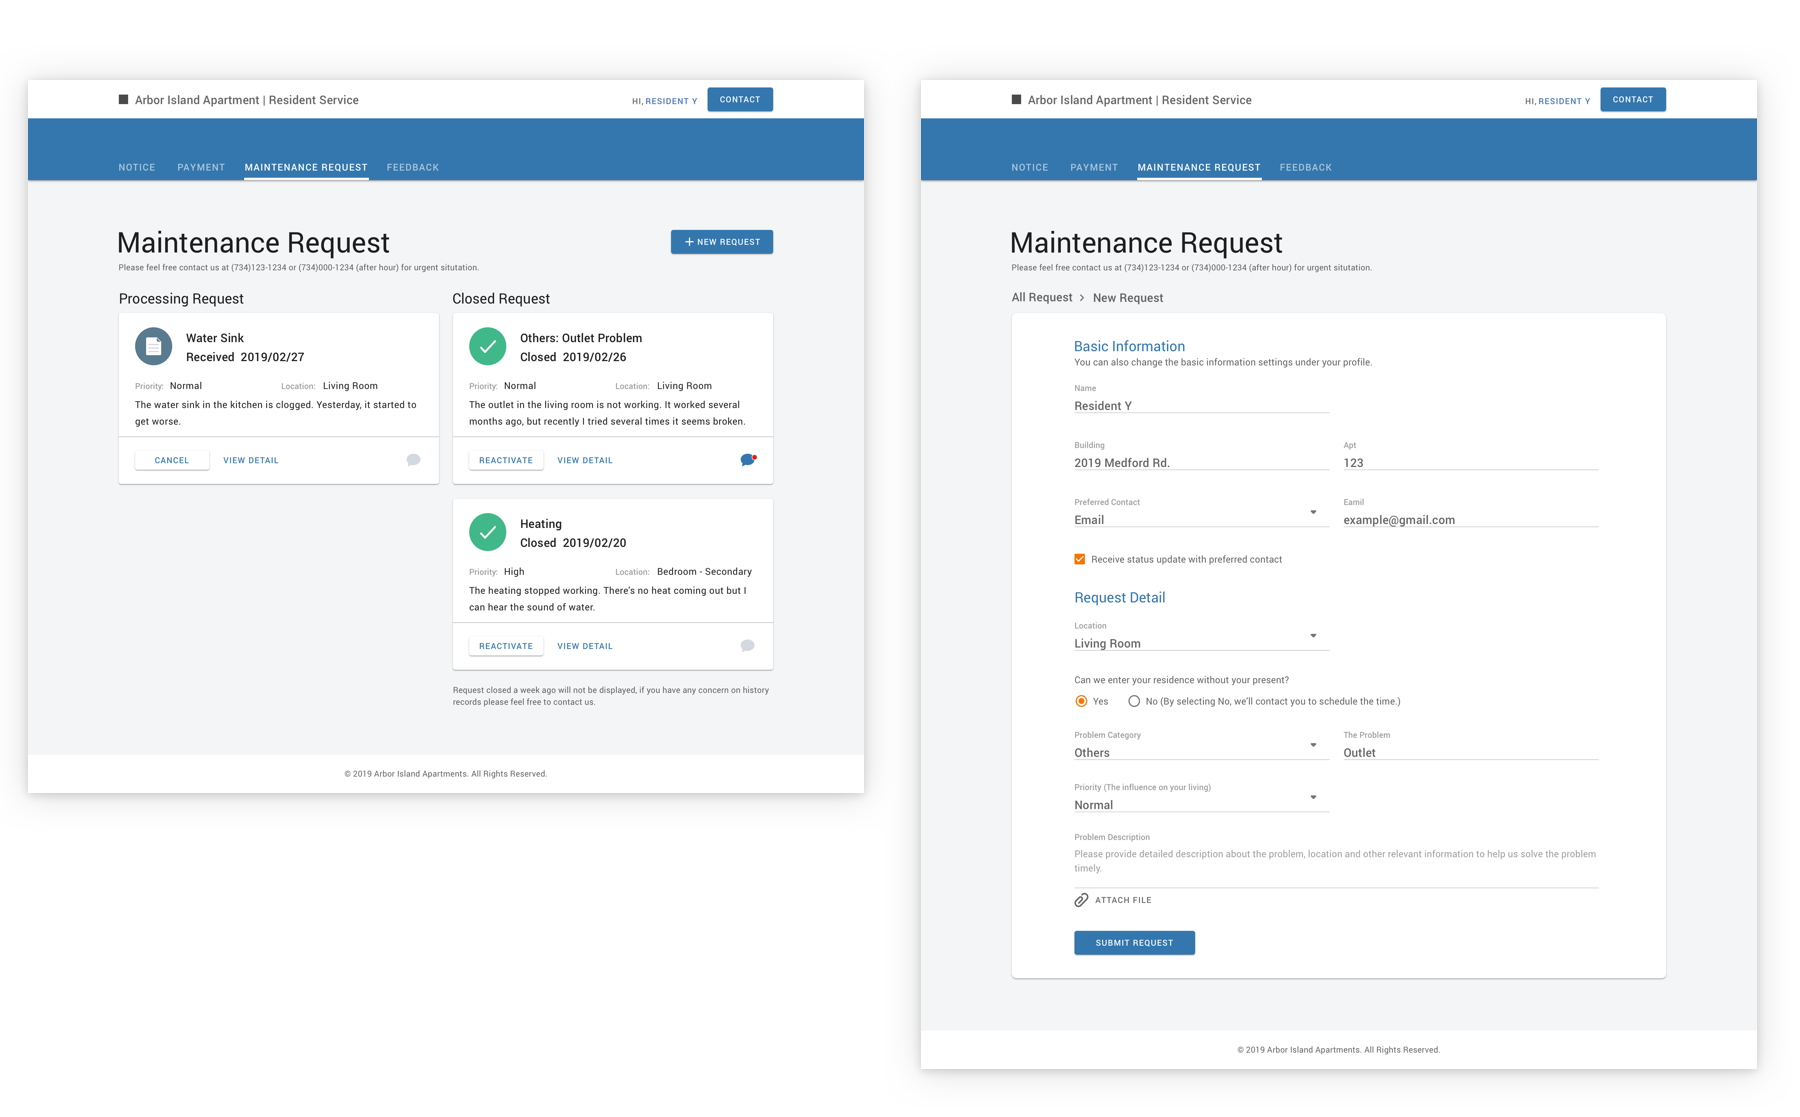 Arbor Island Apartment | Resident Service
HI, RESIDENT Y
CONTACT
NOTICE
PAYMENT
MAINTENANCE REQUEST
FEEDBACK
Maintenance Request
+ NEW REQUEST
Please feel free contact us at (734)123-1234 or (734)000-1234 (after hour) for urgent situtation.
Processing Request
Water Sink
Received 2019/02/27
Priority: Normal
Location: Living Room
The water sink in the kitchen is clogged. Yesterday, it started to
get worse.
CANCEL
VIEW DETAIL
Closed Request
Others: Outlet Problem
Closed 2019/02/26
Priority: Normal
Location: Living Room
The outlet in the living room is not working. It worked several
months ago, but recently I tried several times it seems broken.
REACTIVATE
VIEW DETAIL
Heating
Closed 2019/02/20
Priority: High
Location: Bedroom - Secondary
The heating stopped working. There's no heat coming out but I
can hear the sound of water.
REACTIVATE
VIEW DETAIL
Request closed a week ago will not be displayed, if you have any concern on history
records please feel free to contact us.
© 2019 Arbor Island Apartments. All Rights Reserved.
Arbor Island Apartment | Resident Service
HI, RESIDENT Y
CONTACT
NOTICE
PAYMENT
MAINTENANCE REQUEST
FEEDBACK
Maintenance Request
Please feel free contact us at (734)123-1234 or (734)000-1234 (after hour) for urgent situtation.
All Request > New Request
Basic Information
You can also change the basic information settings under your profile.
Name
Resident Y
Building
2019 Medford Rd.
Apt
123
Preferred Contact
Email
Eamil
example@gmail.com
Receive status update with preferred contact
Request Detail
Location
Living Room
Can we enter your residence without your present?
Yes
No (By selecting No, we'll contact you to schedule the time.)
Problem Category
Others
The Problem
Outlet
Priority (The influence on your living)
Normal
Problem Description
Please provide detailed description about the problem, location and other relevant information to help us solve the problem
timely.
ATTACH FILE
SUBMIT REQUEST
© 2019 Arbor Island Apartments. All Rights Reserved.